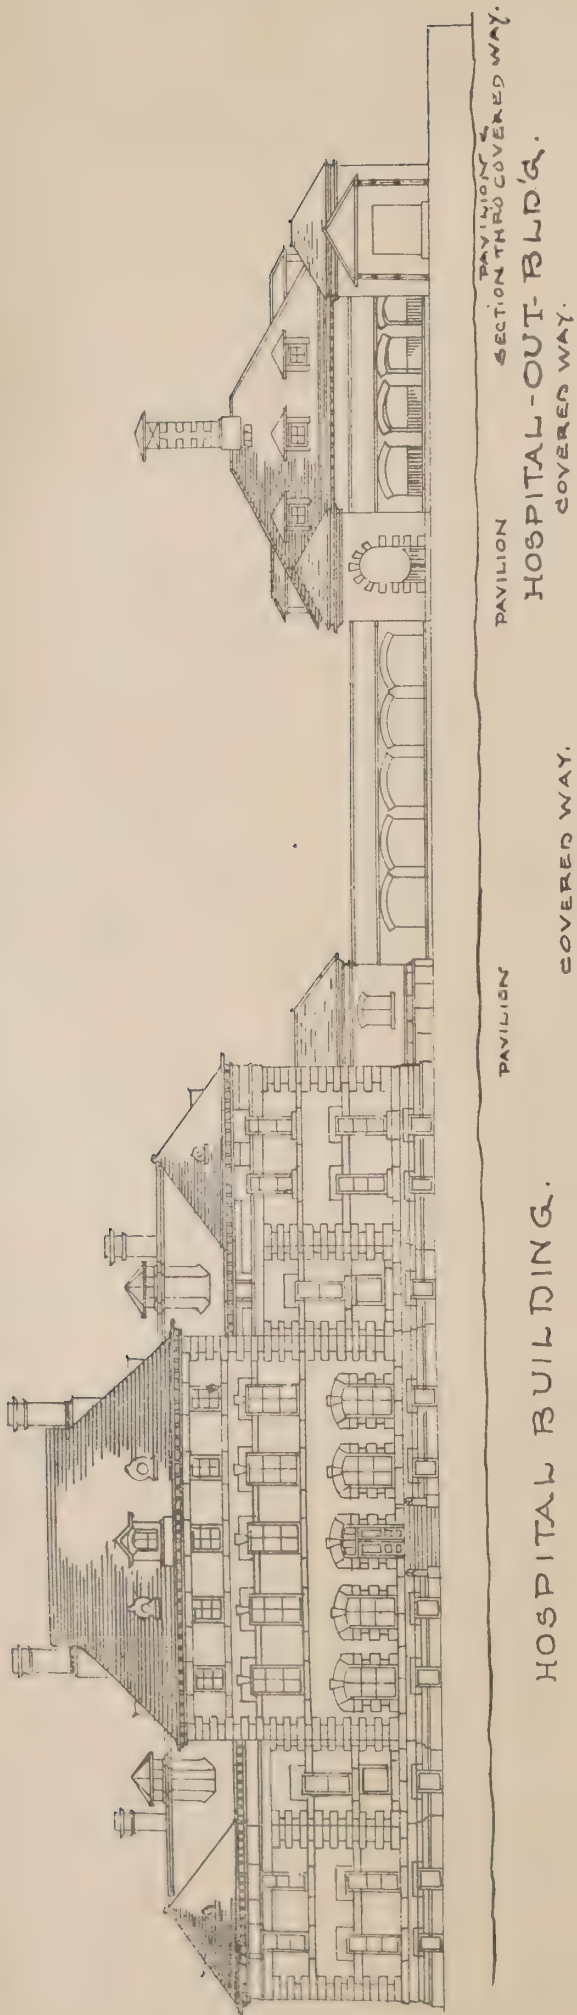 HOSPITAL BUILDING.
PAVILION
COVERED WAY.
PAVILION
HOSPITAL-OUT-BLD'G.
COVERED WAY.
PAVILION &
SECTION THRO COVERED WAY.